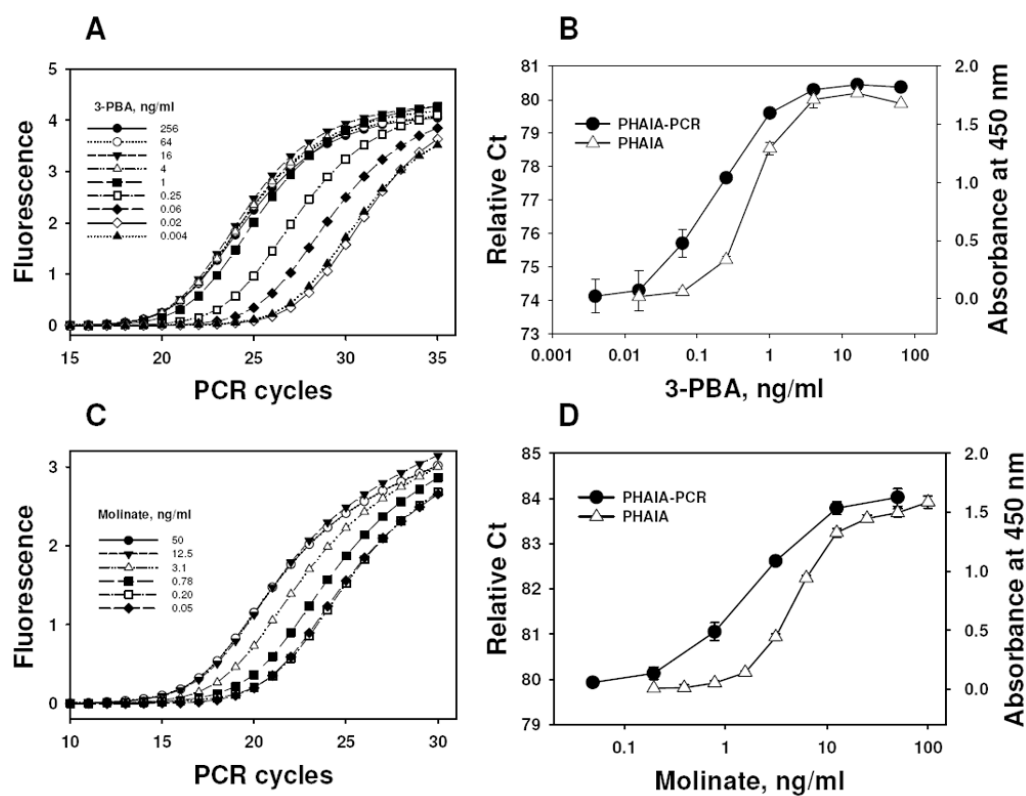 A
5
4
3
2
1
0
Fluorescence
3-PBA, ng/ml
256
64
16
4
1
0.25
0.06
0.02
0.004
15 20 25 30 35
PCR cycles
B
81
80
79
78
77
76
75
74
73
Relative Ct
PHAIA-PCR
PHAIA
2.0
1.5
1.0
0.5
0.0
Absorbance at 450 nm
0.001 0.01 0.1 1 10 100
3-PBA, ng/ml
C
3
2
1
0
Fluorescence
Molinate, ng/ml
50
12.5
3.1
0.78
0.20
0.05
10 15 20 25 30
PCR cycles
D
85
84
83
82
81
80
79
Relative Ct
PHAIA-PCR
PHAIA
2.0
1.5
1.0
0.5
0.0
Absorbance at 450 nm
0.1 1 10 100
Molinate, ng/ml